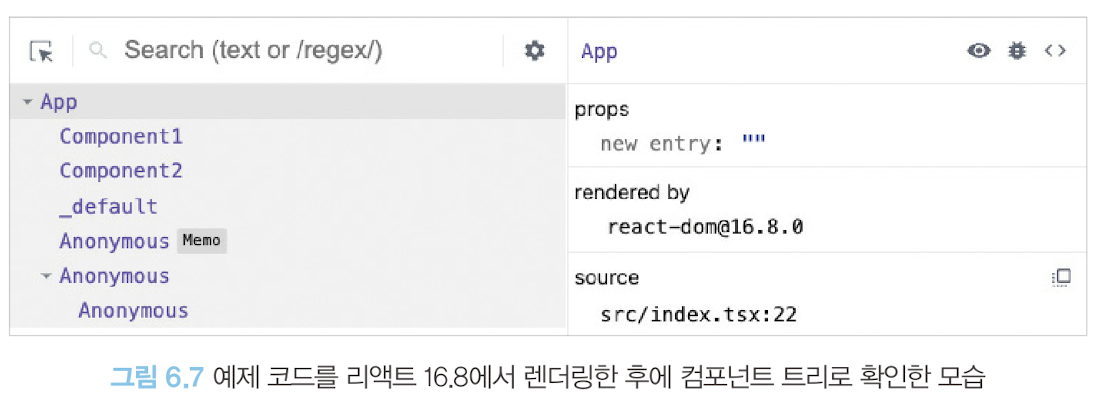 Search (text or /regex/)
App
Component1
Component2
_default
Anonymous Memo
Anonymous
Anonymous
App
props
new entry: ""
rendered by
react-dom@16.8.0
source
src/index.tsx:22
그림 6.7 예제 코드를 리액트 16.8에서 렌더링한 후에 컴포넌트 트리로 확인한 모습